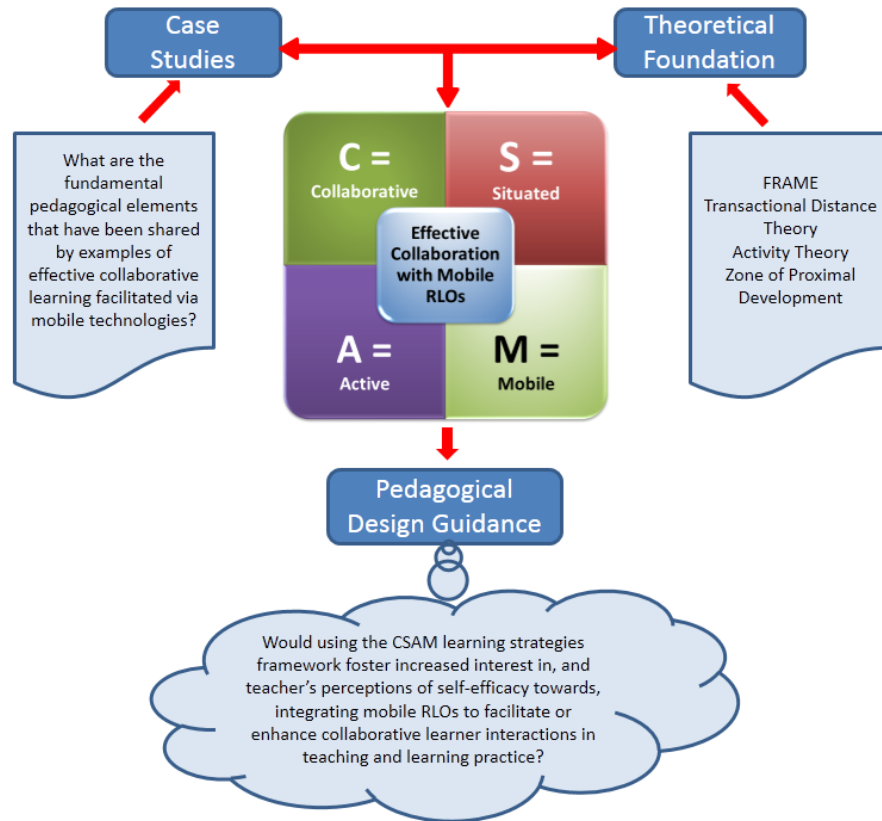 Case
Studies
Theoretical
Foundation
What are the
fundamental
pedagogical elements
that have been shared
by examples of
effective collaborative
learning facilitated via
mobile technologies?
C =
Collaborative
S =
Situated
Effective
Collaboration
with Mobile
RLOs
A =
Active
M =
Mobile
FRAME
Transactional Distance
Theory
Activity Theory
Zone of Proximal
Development
Pedagogical
Design Guidance
Would using the CSAM learning strategies
framework foster increased interest in, and
teacher’s perceptions of self-efficacy towards,
integrating mobile RLOs to facilitate or
enhance collaborative learner interactions in
teaching and learning practice?